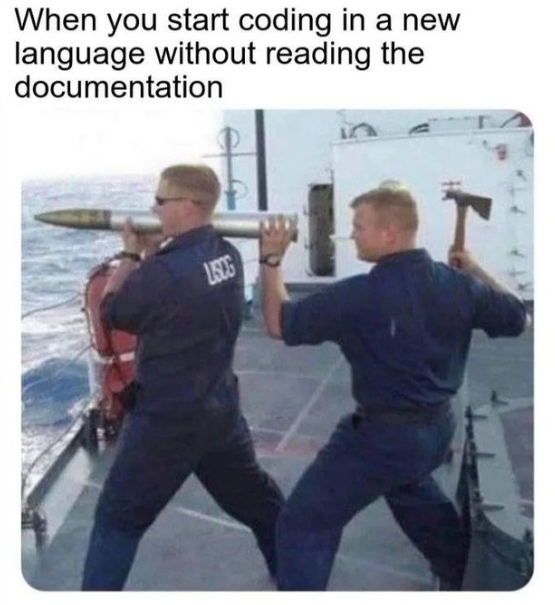 When you start coding in a new
language without reading the
documentation
USCG